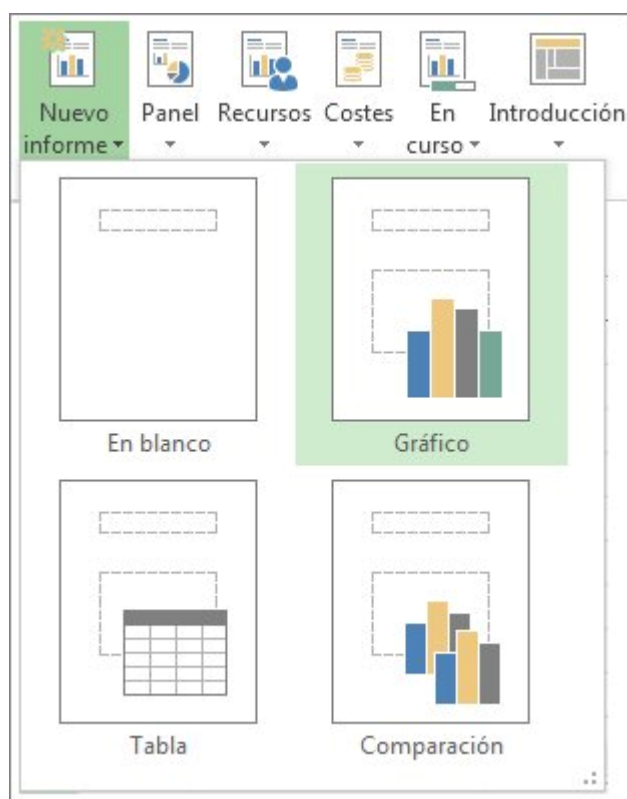 Nuevo informe
Panel
Recursos
Costes
En curso
Introducción
En blanco
Gráfico
Tabla
Comparación